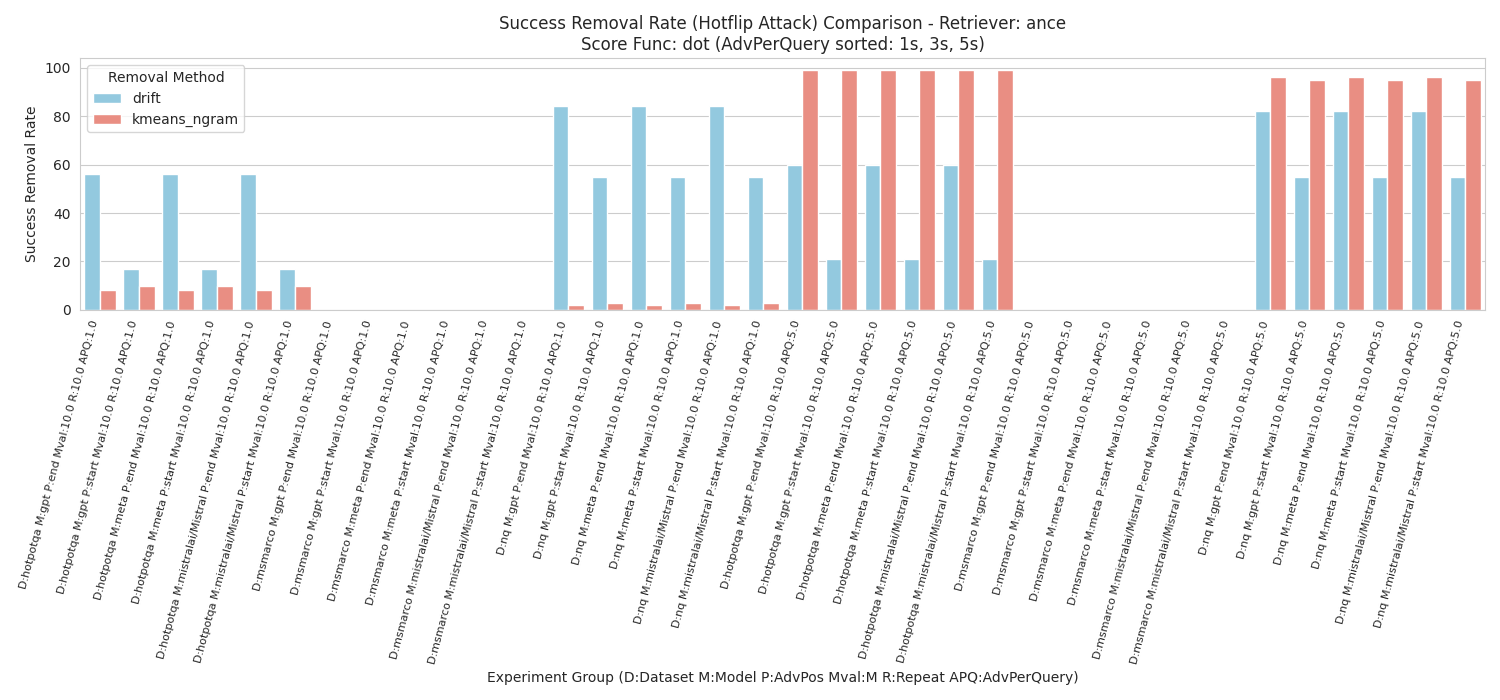 Success Removal Rate (Hotflip Attack) Comparison - Retriever: ance
Score Func: dot (AdvPerQuery sorted: 1s, 3s, 5s)
Removal Method
drift
kmeans_ngram
Success Removal Rate
100
80
60
40
20
0
D:hotpotqa M:gpt P:end Mval:10.0 R:10.0 APQ:1.0
D:hotpotqa M:gpt P:start Mval:10.0 R:10.0 APQ:1.0
D:hotpotqa M:meta P:end Mval:10.0 R:10.0 APQ:1.0
D:hotpotqa M:meta P:start Mval:10.0 R:10.0 APQ:1.0
D:hotpotqa M:mistralai/Mistral P:end Mval:10.0 R:10.0 APQ:1.0
D:hotpotqa M:mistralai/Mistral P:start Mval:10.0 R:10.0 APQ:1.0
D:msmarco M:gpt P:end Mval:10.0 R:10.0 APQ:1.0
D:msmarco M:gpt P:start Mval:10.0 R:10.0 APQ:1.0
D:msmarco M:meta P:end Mval:10.0 R:10.0 APQ:1.0
D:msmarco M:meta P:start Mval:10.0 R:10.0 APQ:1.0
D:msmarco M:mistralai/Mistral P:end Mval:10.0 R:10.0 APQ:1.0
D:msmarco M:mistralai/Mistral P:start Mval:10.0 R:10.0 APQ:1.0
D:nq M:gpt P:end Mval:10.0 R:10.0 APQ:1.0
D:nq M:gpt P:start Mval:10.0 R:10.0 APQ:1.0
D:nq M:meta P:end Mval:10.0 R:10.0 APQ:1.0
D:nq M:meta P:start Mval:10.0 R:10.0 APQ:1.0
D:nq M:mistralai/Mistral P:end Mval:10.0 R:10.0 APQ:1.0
D:nq M:mistralai/Mistral P:start Mval:10.0 R:10.0 APQ:1.0
D:hotpotqa M:gpt P:end Mval:10.0 R:10.0 APQ:5.0
D:hotpotqa M:gpt P:start Mval:10.0 R:10.0 APQ:5.0
D:hotpotqa M:meta P:end Mval:10.0 R:10.0 APQ:5.0
D:hotpotqa M:meta P:start Mval:10.0 R:10.0 APQ:5.0
D:hotpotqa M:mistralai/Mistral P:end Mval:10.0 R:10.0 APQ:5.0
D:hotpotqa M:mistralai/Mistral P:start Mval:10.0 R:10.0 APQ:5.0
D:msmarco M:gpt P:end Mval:10.0 R:10.0 APQ:5.0
D:msmarco M:gpt P:start Mval:10.0 R:10.0 APQ:5.0
D:msmarco M:meta P:end Mval:10.0 R:10.0 APQ:5.0
D:msmarco M:meta P:start Mval:10.0 R:10.0 APQ:5.0
D:msmarco M:mistralai/Mistral P:end Mval:10.0 R:10.0 APQ:5.0
D:msmarco M:mistralai/Mistral P:start Mval:10.0 R:10.0 APQ:5.0
D:nq M:gpt P:end Mval:10.0 R:10.0 APQ:5.0
D:nq M:gpt P:start Mval:10.0 R:10.0 APQ:5.0
D:nq M:meta P:end Mval:10.0 R:10.0 APQ:5.0
D:nq M:meta P:start Mval:10.0 R:10.0 APQ:5.0
D:nq M:mistralai/Mistral P:end Mval:10.0 R:10.0 APQ:5.0
D:nq M:mistralai/Mistral P:start Mval:10.0 R:10.0 APQ:5.0
Experiment Group (D:Dataset M:Model P:AdvPos Mval:M R:Repeat APQ:AdvPerQuery)